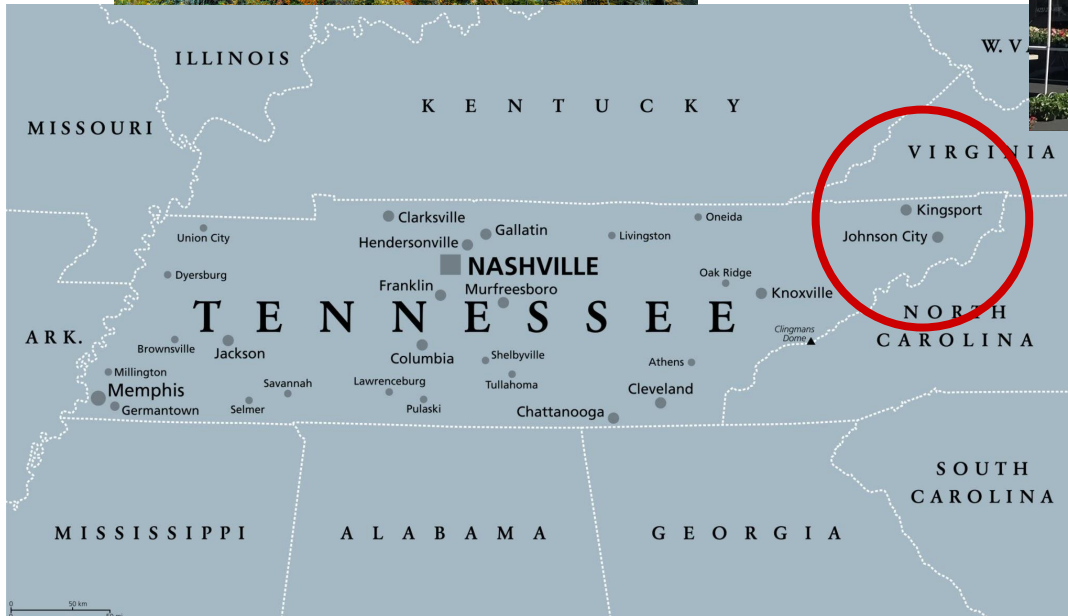 ILLINOIS
W. V
KENTUCKY
MISSOURI
VIRGINIA
Clarksville
Kingsport
Oneida
Gallatin
Union City
Livingston
Johnson City
Hendersonville
NASHVILLE
Dyersburg
Oak Ridge
Franklin
Murfreesboro
Knoxville
TENNESSEE
NORTH
CAROLINA
Clingmans
Dome
ARK.
Brownsville
Jackson
Columbia
Shelbyville
Athens
Millington
Memphis
Germantown
Savannah
Selmer
Lawrenceburg
Pulaski
Tullahoma
Cleveland
Chattanooga
SOUTH
CAROLINA
MISSISSIPPI
ALABAMA
GEORGIA
0
50 km